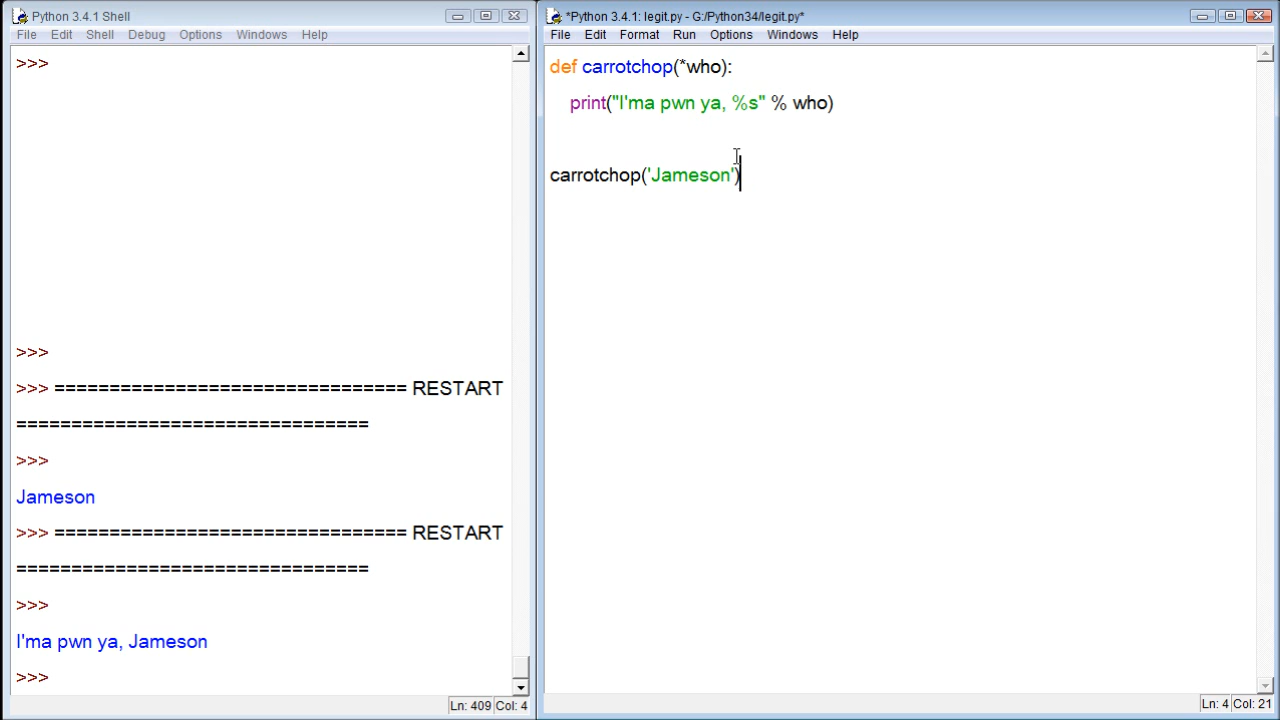 Python 3.4.1 Shell
File Edit Shell Debug Options Windows Help
>>>
>>>
>>> ================================ RESTART
================================
>>>
Jameson
>>> ================================ RESTART
================================
>>>
I'ma pwn ya, Jameson
>>>
Ln: 409 Col: 4
*Python 3.4.1: legit.py - G:/Python34/legit.py*
File Edit Format Run Options Windows Help
def carrotchop(*who):
    print("I'ma pwn ya, %s" % who)
carrotchop('Jameson')
Ln: 4 Col: 21